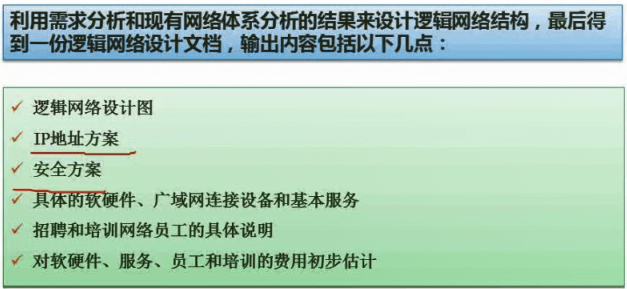 利用需求分析和现有网络体系分析的结果来设计逻辑网络结构，最后得
到一份逻辑网络设计文档，输出内容包括以下几点：
✓ 逻辑网络设计图
✓ IP地址方案
✓ 安全方案
✓ 具体的软硬件、广域网连接设备和基本服务
✓ 招聘和培训网络员工的具体说明
✓ 对软硬件、服务、员工和培训的费用初步估计